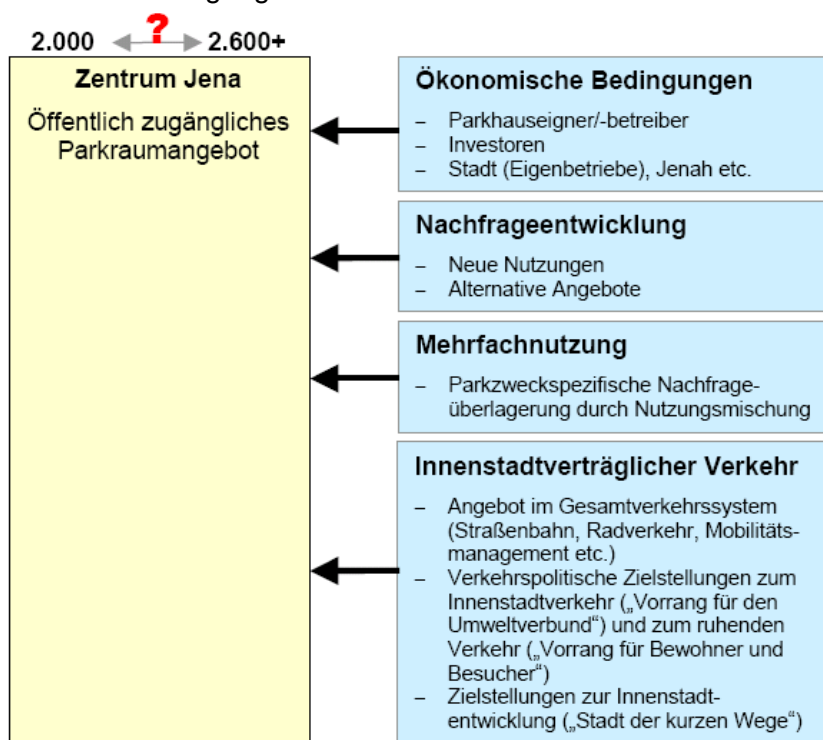 ?
2.000 2.600+
Zentrum Jena
Öffentlich zugängliches
Parkraumangebot
Ökonomische Bedingungen
– Parkhauseigner/-betreiber
– Investoren
– Stadt (Eigenbetriebe), Jenah etc.
Nachfrageentwicklung
– Neue Nutzungen
– Alternative Angebote
Mehrfachnutzung
– Parkzweckspezifische Nachfrage-
überlagerung durch Nutzungsmischung
Innenstadtverträglicher Verkehr
– Angebot im Gesamtverkehrssystem
(Straßenbahn, Radverkehr, Mobilitäts-
management etc.)
– Verkehrspolitische Zielstellungen zum
Innenstadtverkehr („Vorrang für den
Umweltverbund“) und zum ruhenden
Verkehr („Vorrang für Bewohner und
Besucher“)
– Zielstellungen zur Innenstadt-
entwicklung („Stadt der kurzen Wege“)